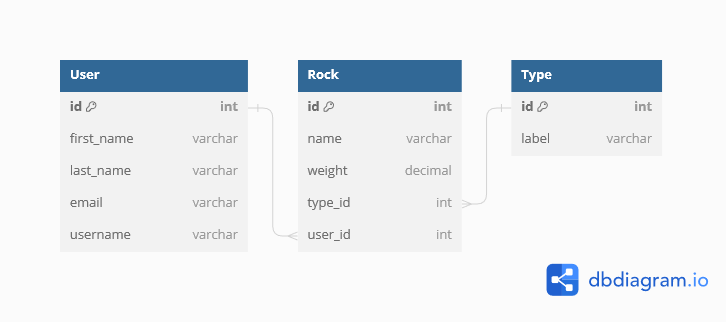 User
id int
first_name varchar
last_name varchar
email varchar
username varchar
Rock
id int
name varchar
weight decimal
type_id int
user_id int
Type
id int
label varchar
dbdiagram.io